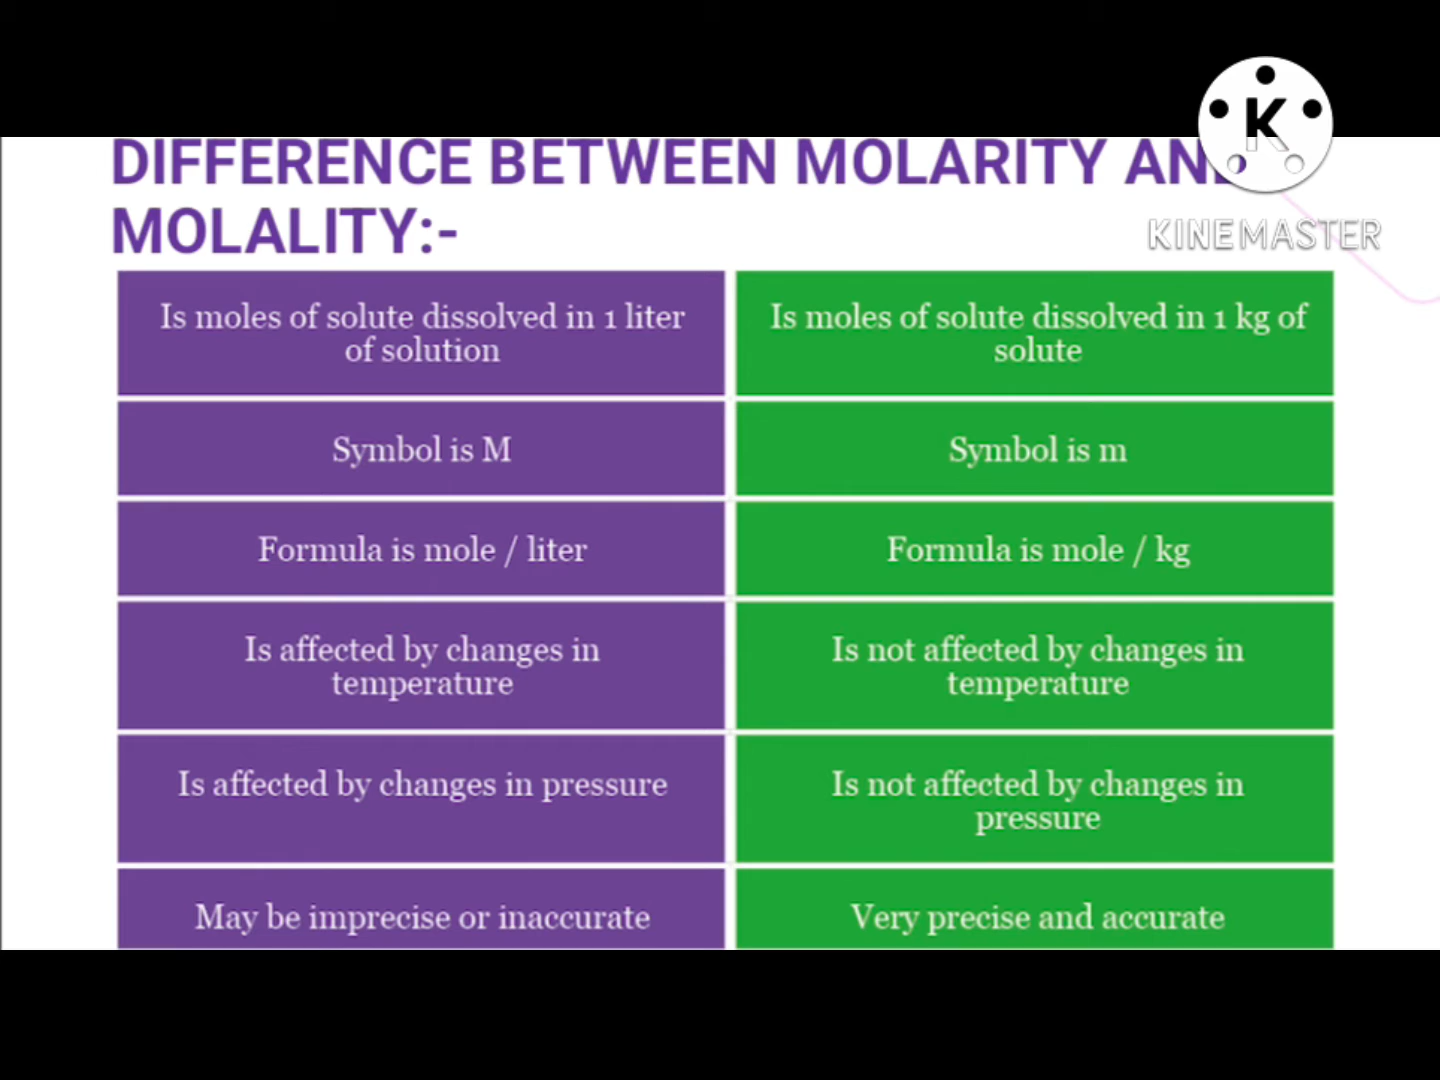 DIFFERENCE BETWEEN MOLARITY AND
MOLALITY:-
K
KINEMASTER
Is moles of solute dissolved in 1 liter
of solution
Is moles of solute dissolved in 1 kg of
solute
Symbol is M
Symbol is m
Formula is mole / liter
Formula is mole / kg
Is affected by changes in
temperature
Is not affected by changes in
temperature
Is affected by changes in pressure
Is not affected by changes in
pressure
May be imprecise or inaccurate
Very precise and accurate